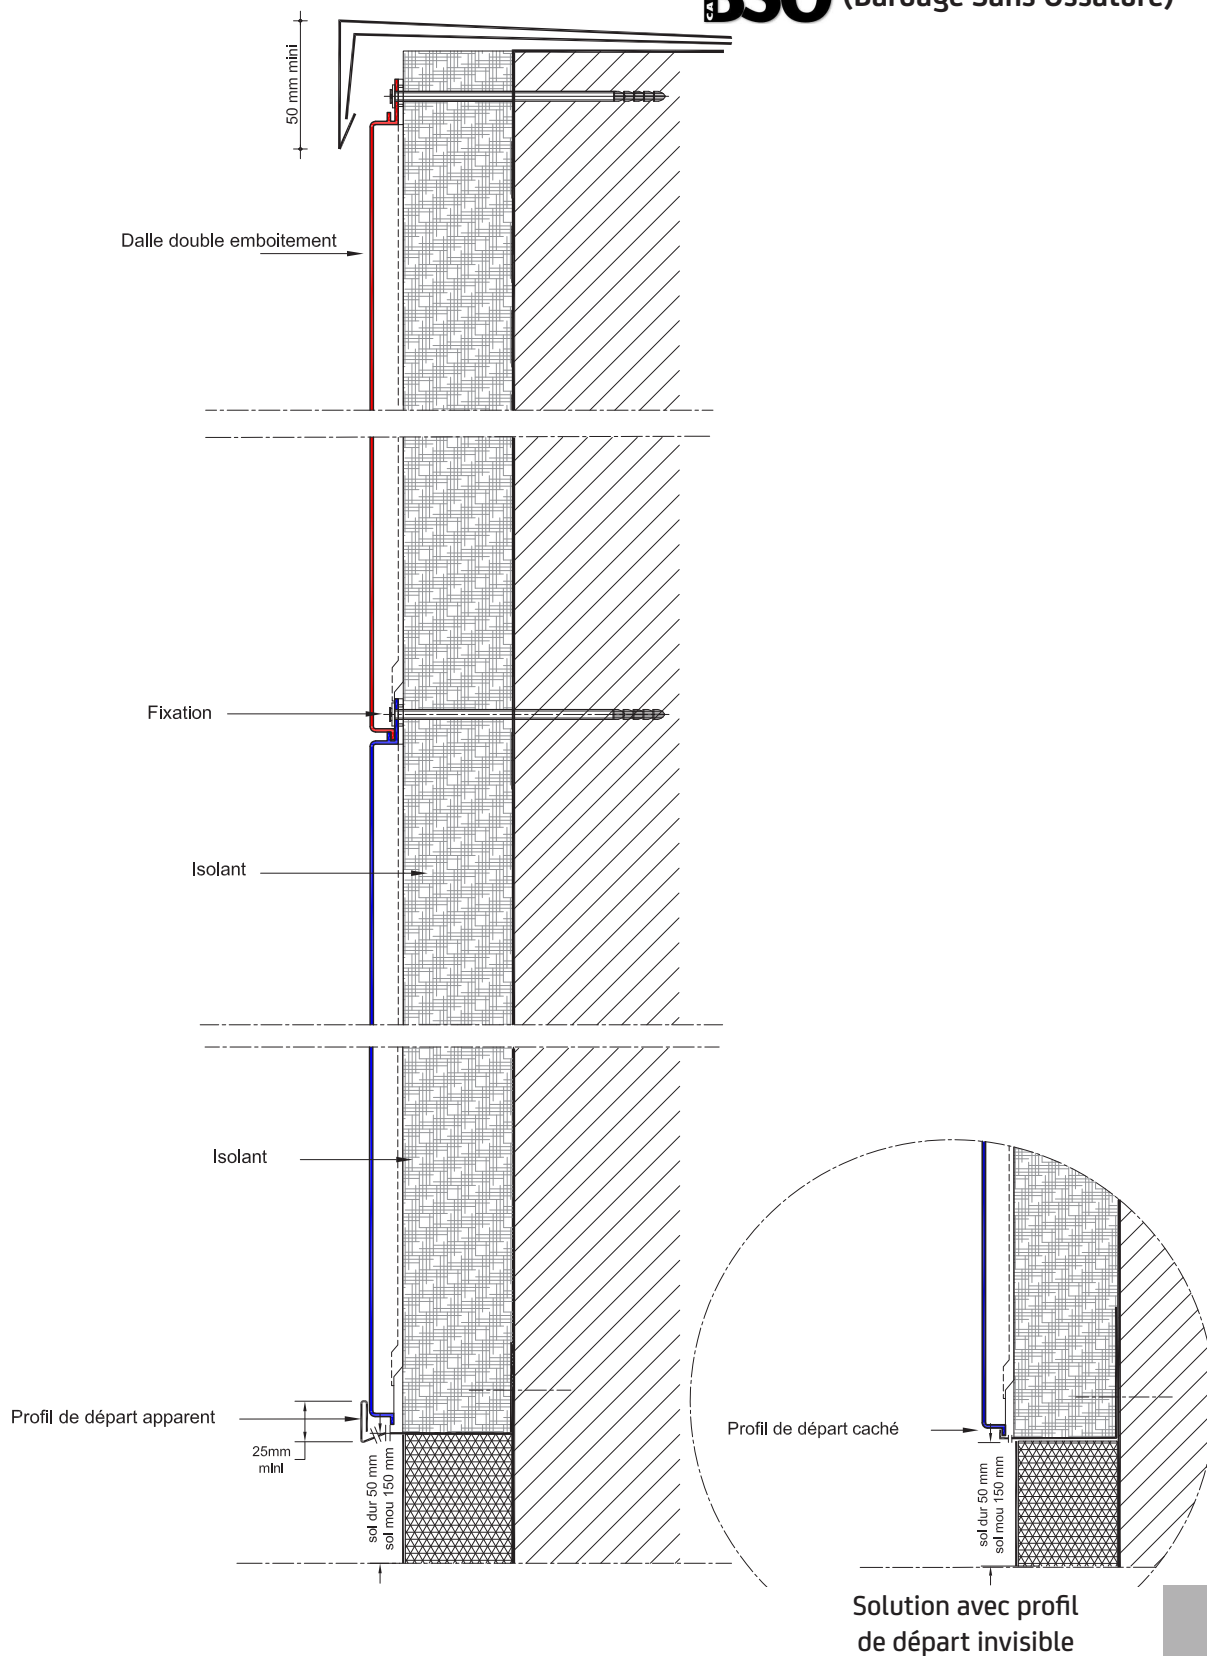 (Bardage Sans Ossature)
50 mm mini
Dalle double emboitement
Fixation
Isolant
Isolant
Profil de départ apparent
25mm
mini
sol dur 50 mm
sol mou 150 mm
Profil de départ caché
sol dur 50 mm
sol mou 150 mm
Solution avec profil
de départ invisible